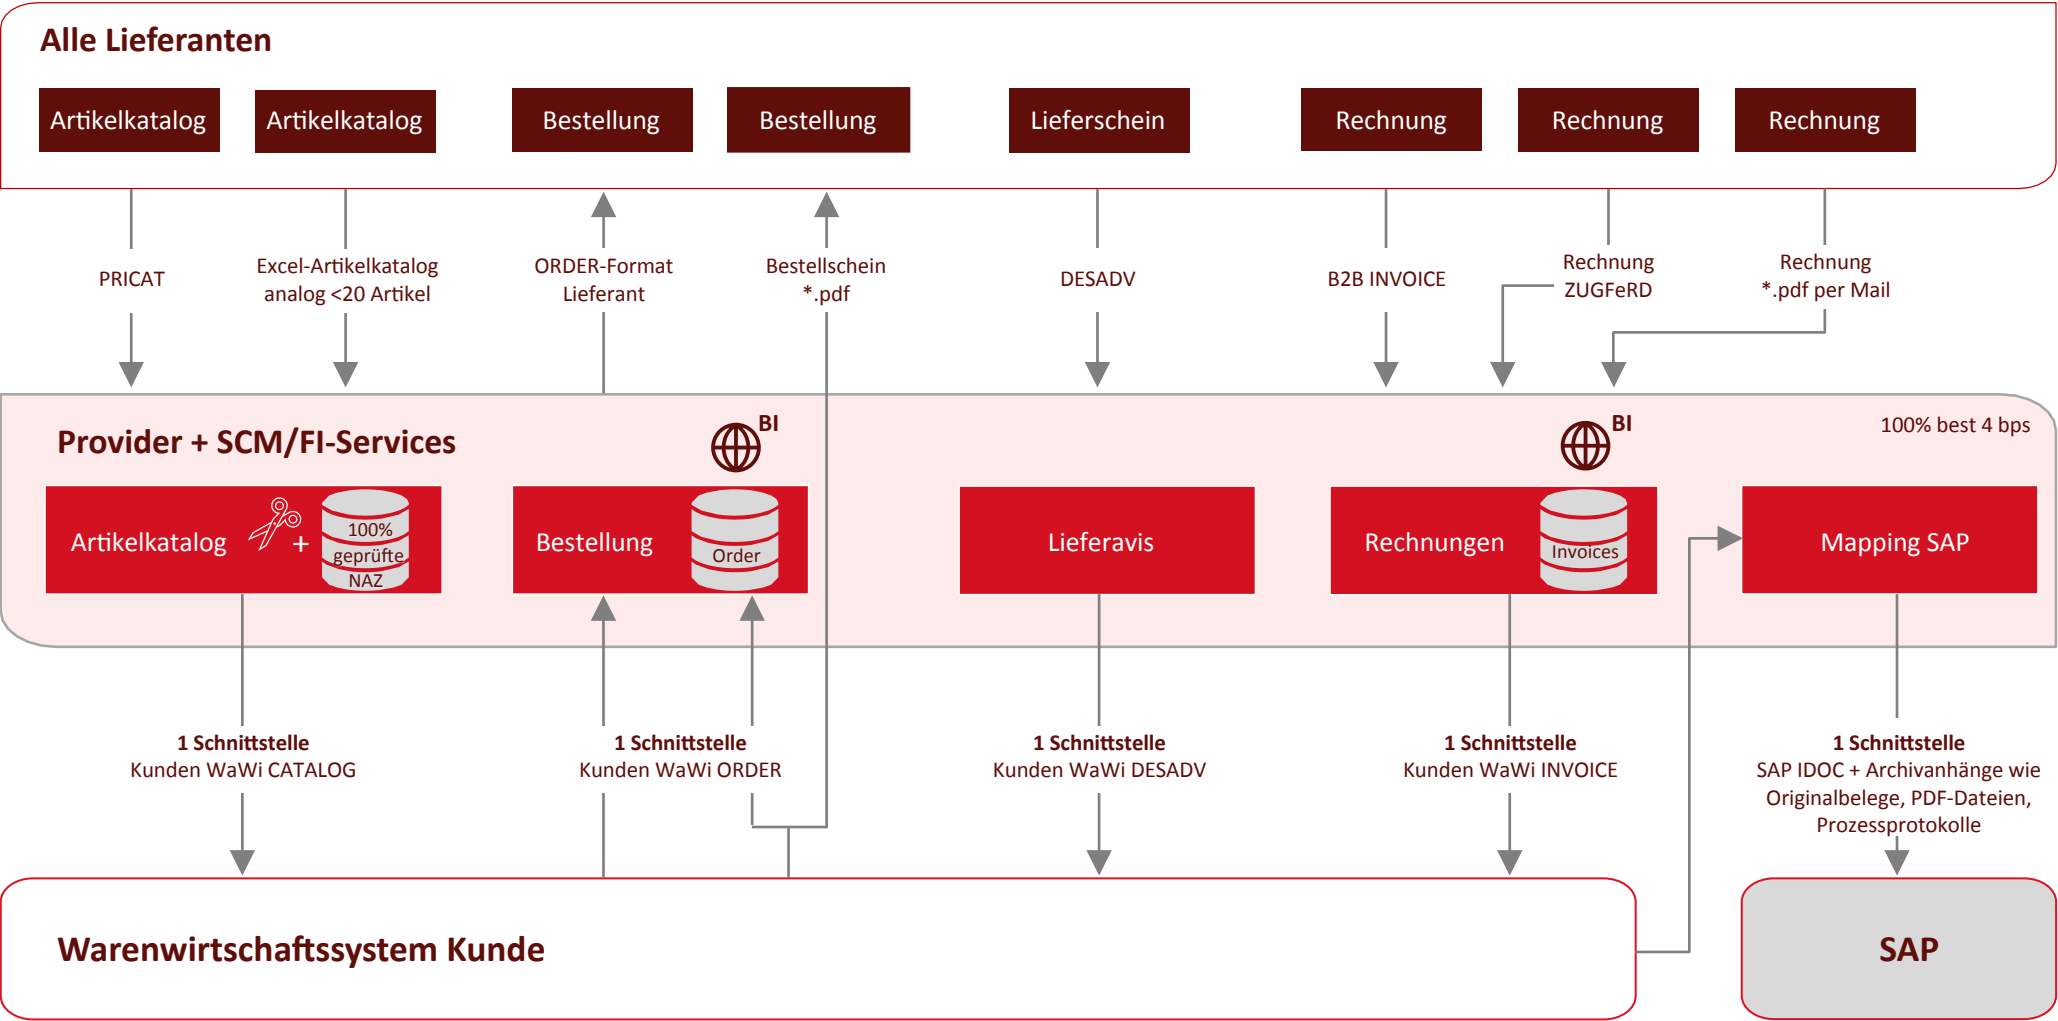 Alle Lieferanten
Artikelkatalog
Artikelkatalog
Bestellung
Bestellung
Lieferschein
Rechnung
Rechnung
Rechnung
PRICAT
Excel-Artikelkatalog
analog <20 Artikel
ORDER-Format
Lieferant
Bestellschein
*.pdf
DESADV
B2B INVOICE
Rechnung
ZUGFeRD
Rechnung
*.pdf per Mail
Provider + SCM/FI-Services
BI
BI
100% best 4 bps
Artikelkatalog
+
100%
geprüfte
NAZ
Bestellung
Order
Lieferavis
Rechnungen
Invoices
Mapping SAP
1 Schnittstelle
Kunden WaWi CATALOG
1 Schnittstelle
Kunden WaWi ORDER
1 Schnittstelle
Kunden WaWi DESADV
1 Schnittstelle
Kunden WaWi INVOICE
1 Schnittstelle
SAP IDOC + Archivanhänge wie
Originalbelege, PDF-Dateien,
Prozessprotokolle
Warenwirtschaftssystem Kunde
SAP